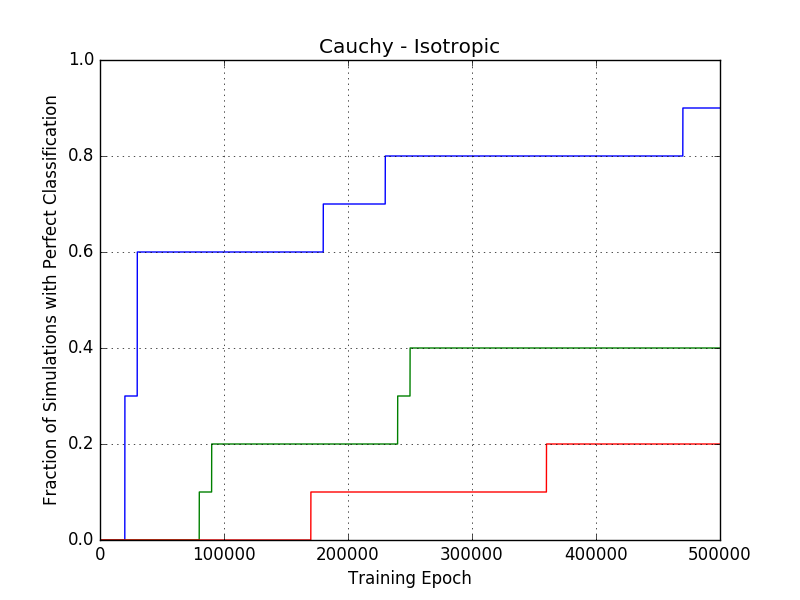 Cauchy - Isotropic
Fraction of Simulations with Perfect Classification
1.0
0.8
0.6
0.4
0.2
0.0
0 100000 200000 300000 400000 500000
Training Epoch